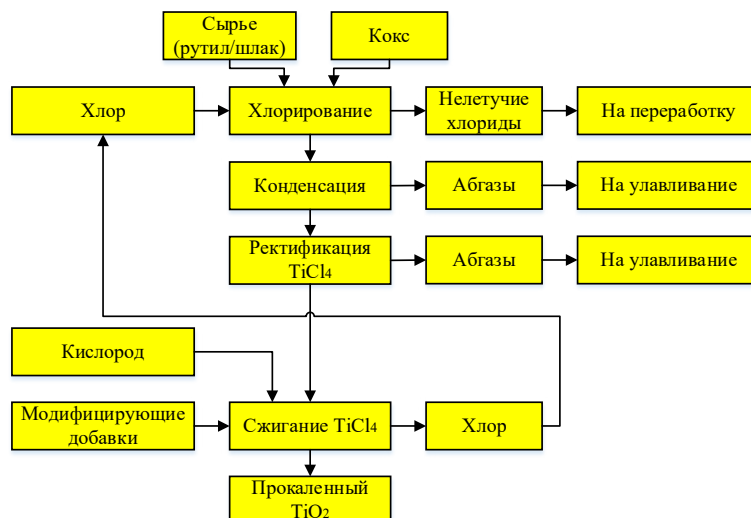 Сырье
(рутил/шлак)
Кокс
Хлор
Хлорирование
Нелетучие
хлориды
На переработку
Конденсация
Абгазы
На улавливание
Ректификация
TiCl4
Абгазы
На улавливание
Кислород
Модифицирующие
добавки
Сжигание TiCl4
Хлор
Прокаленный
TiO2